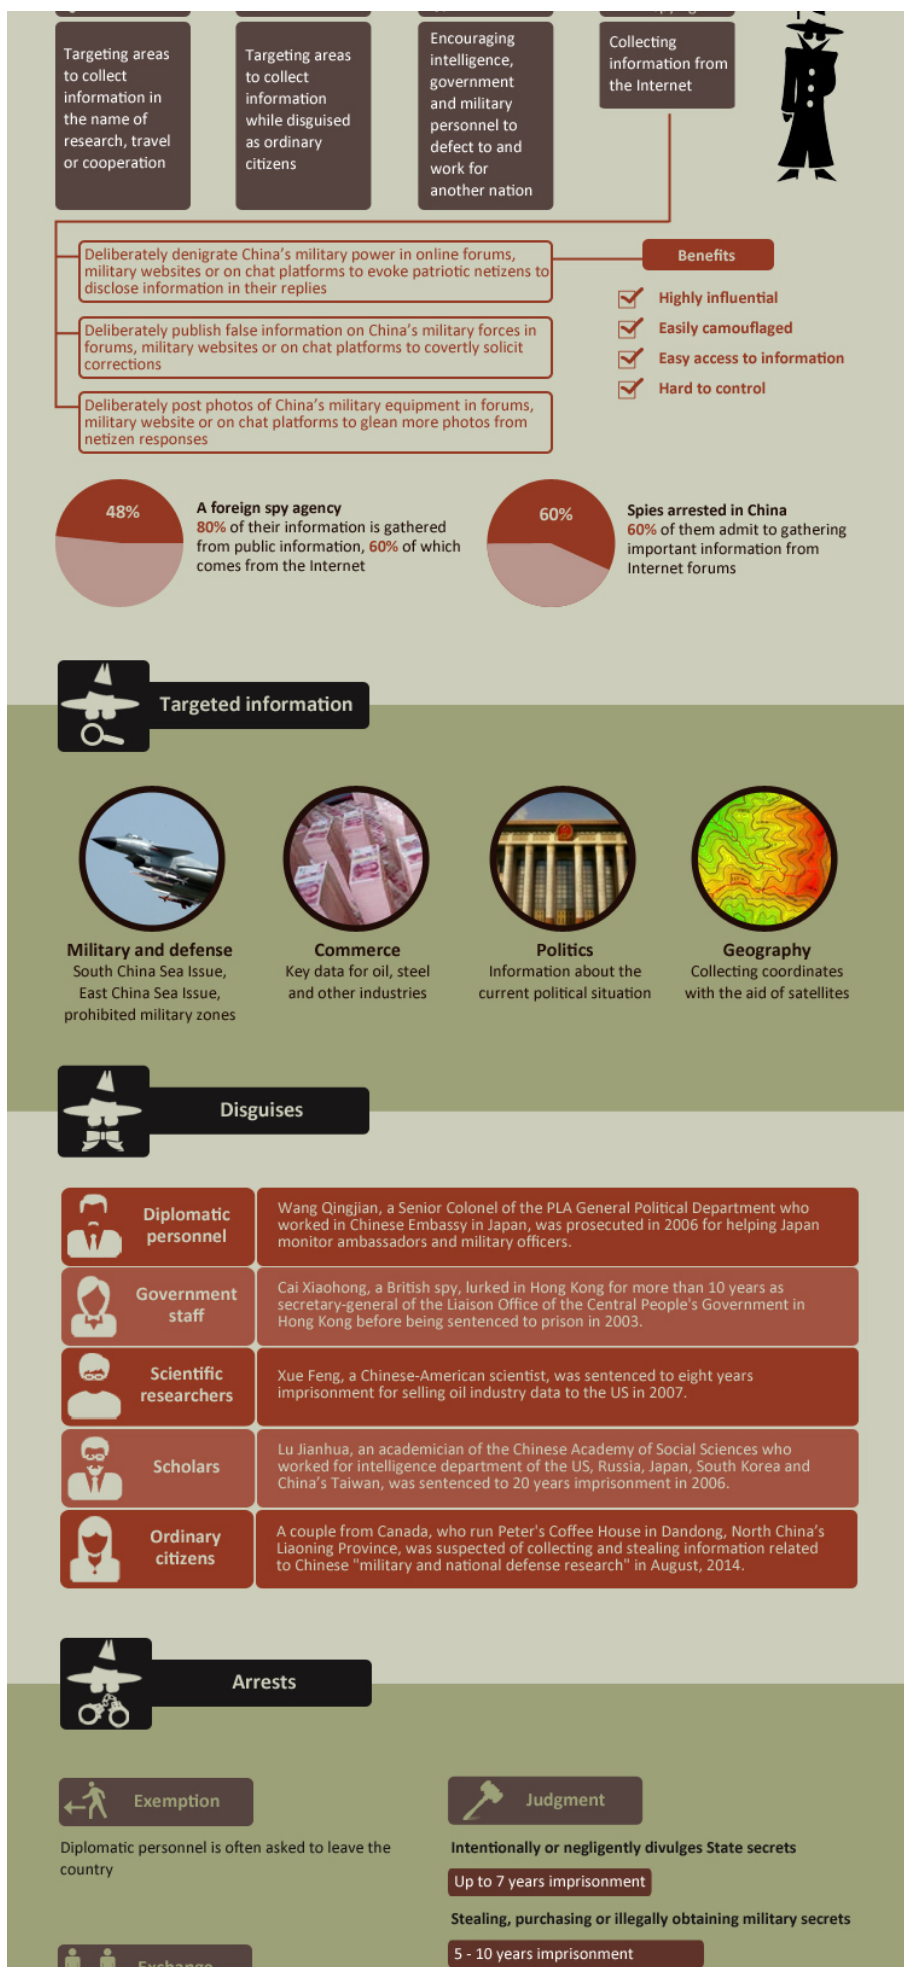 Targeting areas
to collect
information in
the name of
research, travel
or cooperation
Targeting areas
to collect
information
while disguised
as ordinary
citizens
Encouraging
intelligence,
government
and military
personnel to
defect to and
work for
another nation
Collecting
information from
the Internet
Deliberately denigrate China's military power in online forums,
military websites or on chat platforms to evoke patriotic netizens to
disclose information in their replies
Deliberately publish false information on China's military forces in
forums, military websites or on chat platforms to covertly solicit
corrections
Deliberately post photos of China's military equipment in forums,
military website or on chat platforms to glean more photos from
netizen responses
Benefits
Highly influential
Easily camouflaged
Easy access to information
Hard to control
48%
A foreign spy agency
80% of their information is gathered
from public information, 60% of which
comes from the Internet
60%
Spies arrested in China
60% of them admit to gathering
important information from
Internet forums
Targeted information
Military and defense
South China Sea Issue,
East China Sea Issue,
prohibited military zones
Commerce
Key data for oil, steel
and other industries
Politics
Information about the
current political situation
Geography
Collecting coordinates
with the aid of satellites
Disguises
Diplomatic
personnel
Wang Qingjian, a Senior Colonel of the PLA General Political Department who
worked in Chinese Embassy in Japan, was prosecuted in 2006 for helping Japan
monitor ambassadors and military officers.
Government
staff
Cai Xiaohong, a British spy, lurked in Hong Kong for more than 10 years as
secretary-general of the Liaison Office of the Central People's Government in
Hong Kong before being sentenced to prison in 2003.
Scientific
researchers
Xue Feng, a Chinese-American scientist, was sentenced to eight years
imprisonment for selling oil industry data to the US in 2007.
Scholars
Lu Jianhua, an academician of the Chinese Academy of Social Sciences who
worked for intelligence department of the US, Russia, Japan, South Korea and
China's Taiwan, was sentenced to 20 years imprisonment in 2006.
Ordinary
citizens
A couple from Canada, who run Peter's Coffee House in Dandong, North China's
Liaoning Province, was suspected of collecting and stealing information related
to Chinese "military and national defense research" in August, 2014.
Arrests
Exemption
Diplomatic personnel is often asked to leave the
country
Judgment
Intentionally or negligently divulges State secrets
Up to 7 years imprisonment
Stealing, purchasing or illegally obtaining military secrets
5 - 10 years imprisonment
Exchange